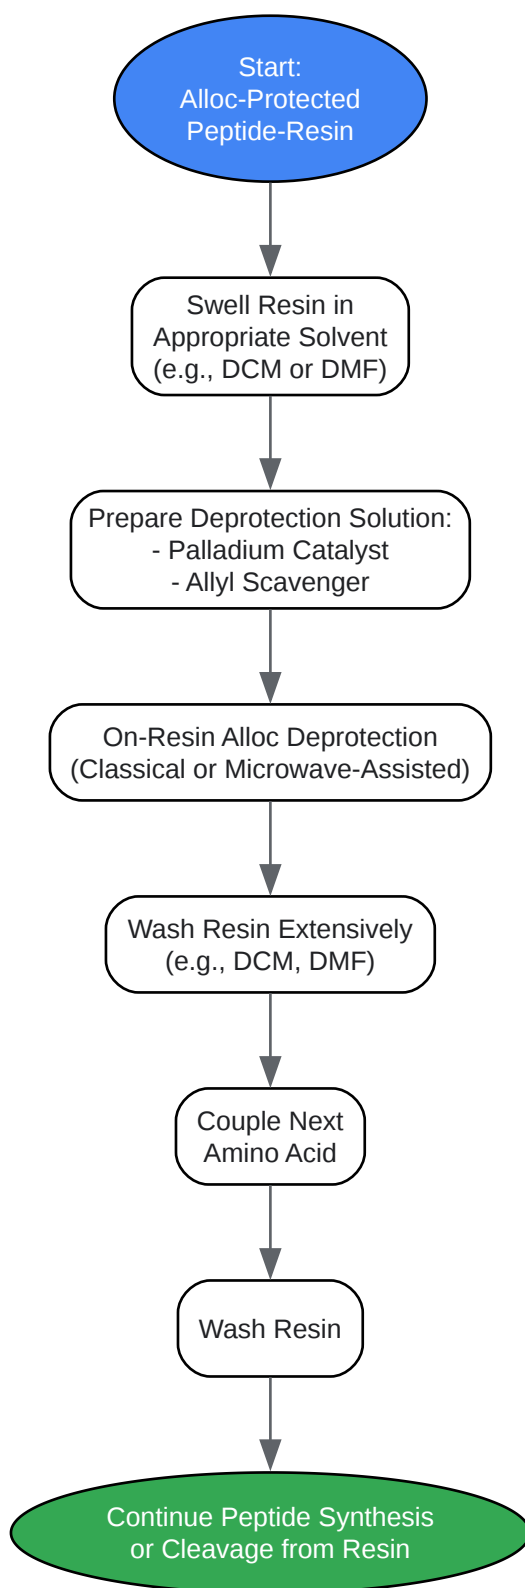 Start:
Alloc-Protected
Peptide-Resin
Swell Resin in
Appropriate Solvent
(e.g., DCM or DMF)
Prepare Deprotection Solution:
- Palladium Catalyst
- Allyl Scavenger
On-Resin Alloc Deprotection
(Classical or Microwave-Assisted)
Wash Resin Extensively
(e.g., DCM, DMF)
Couple Next
Amino Acid
Wash Resin
Continue Peptide Synthesis
or Cleavage from Resin